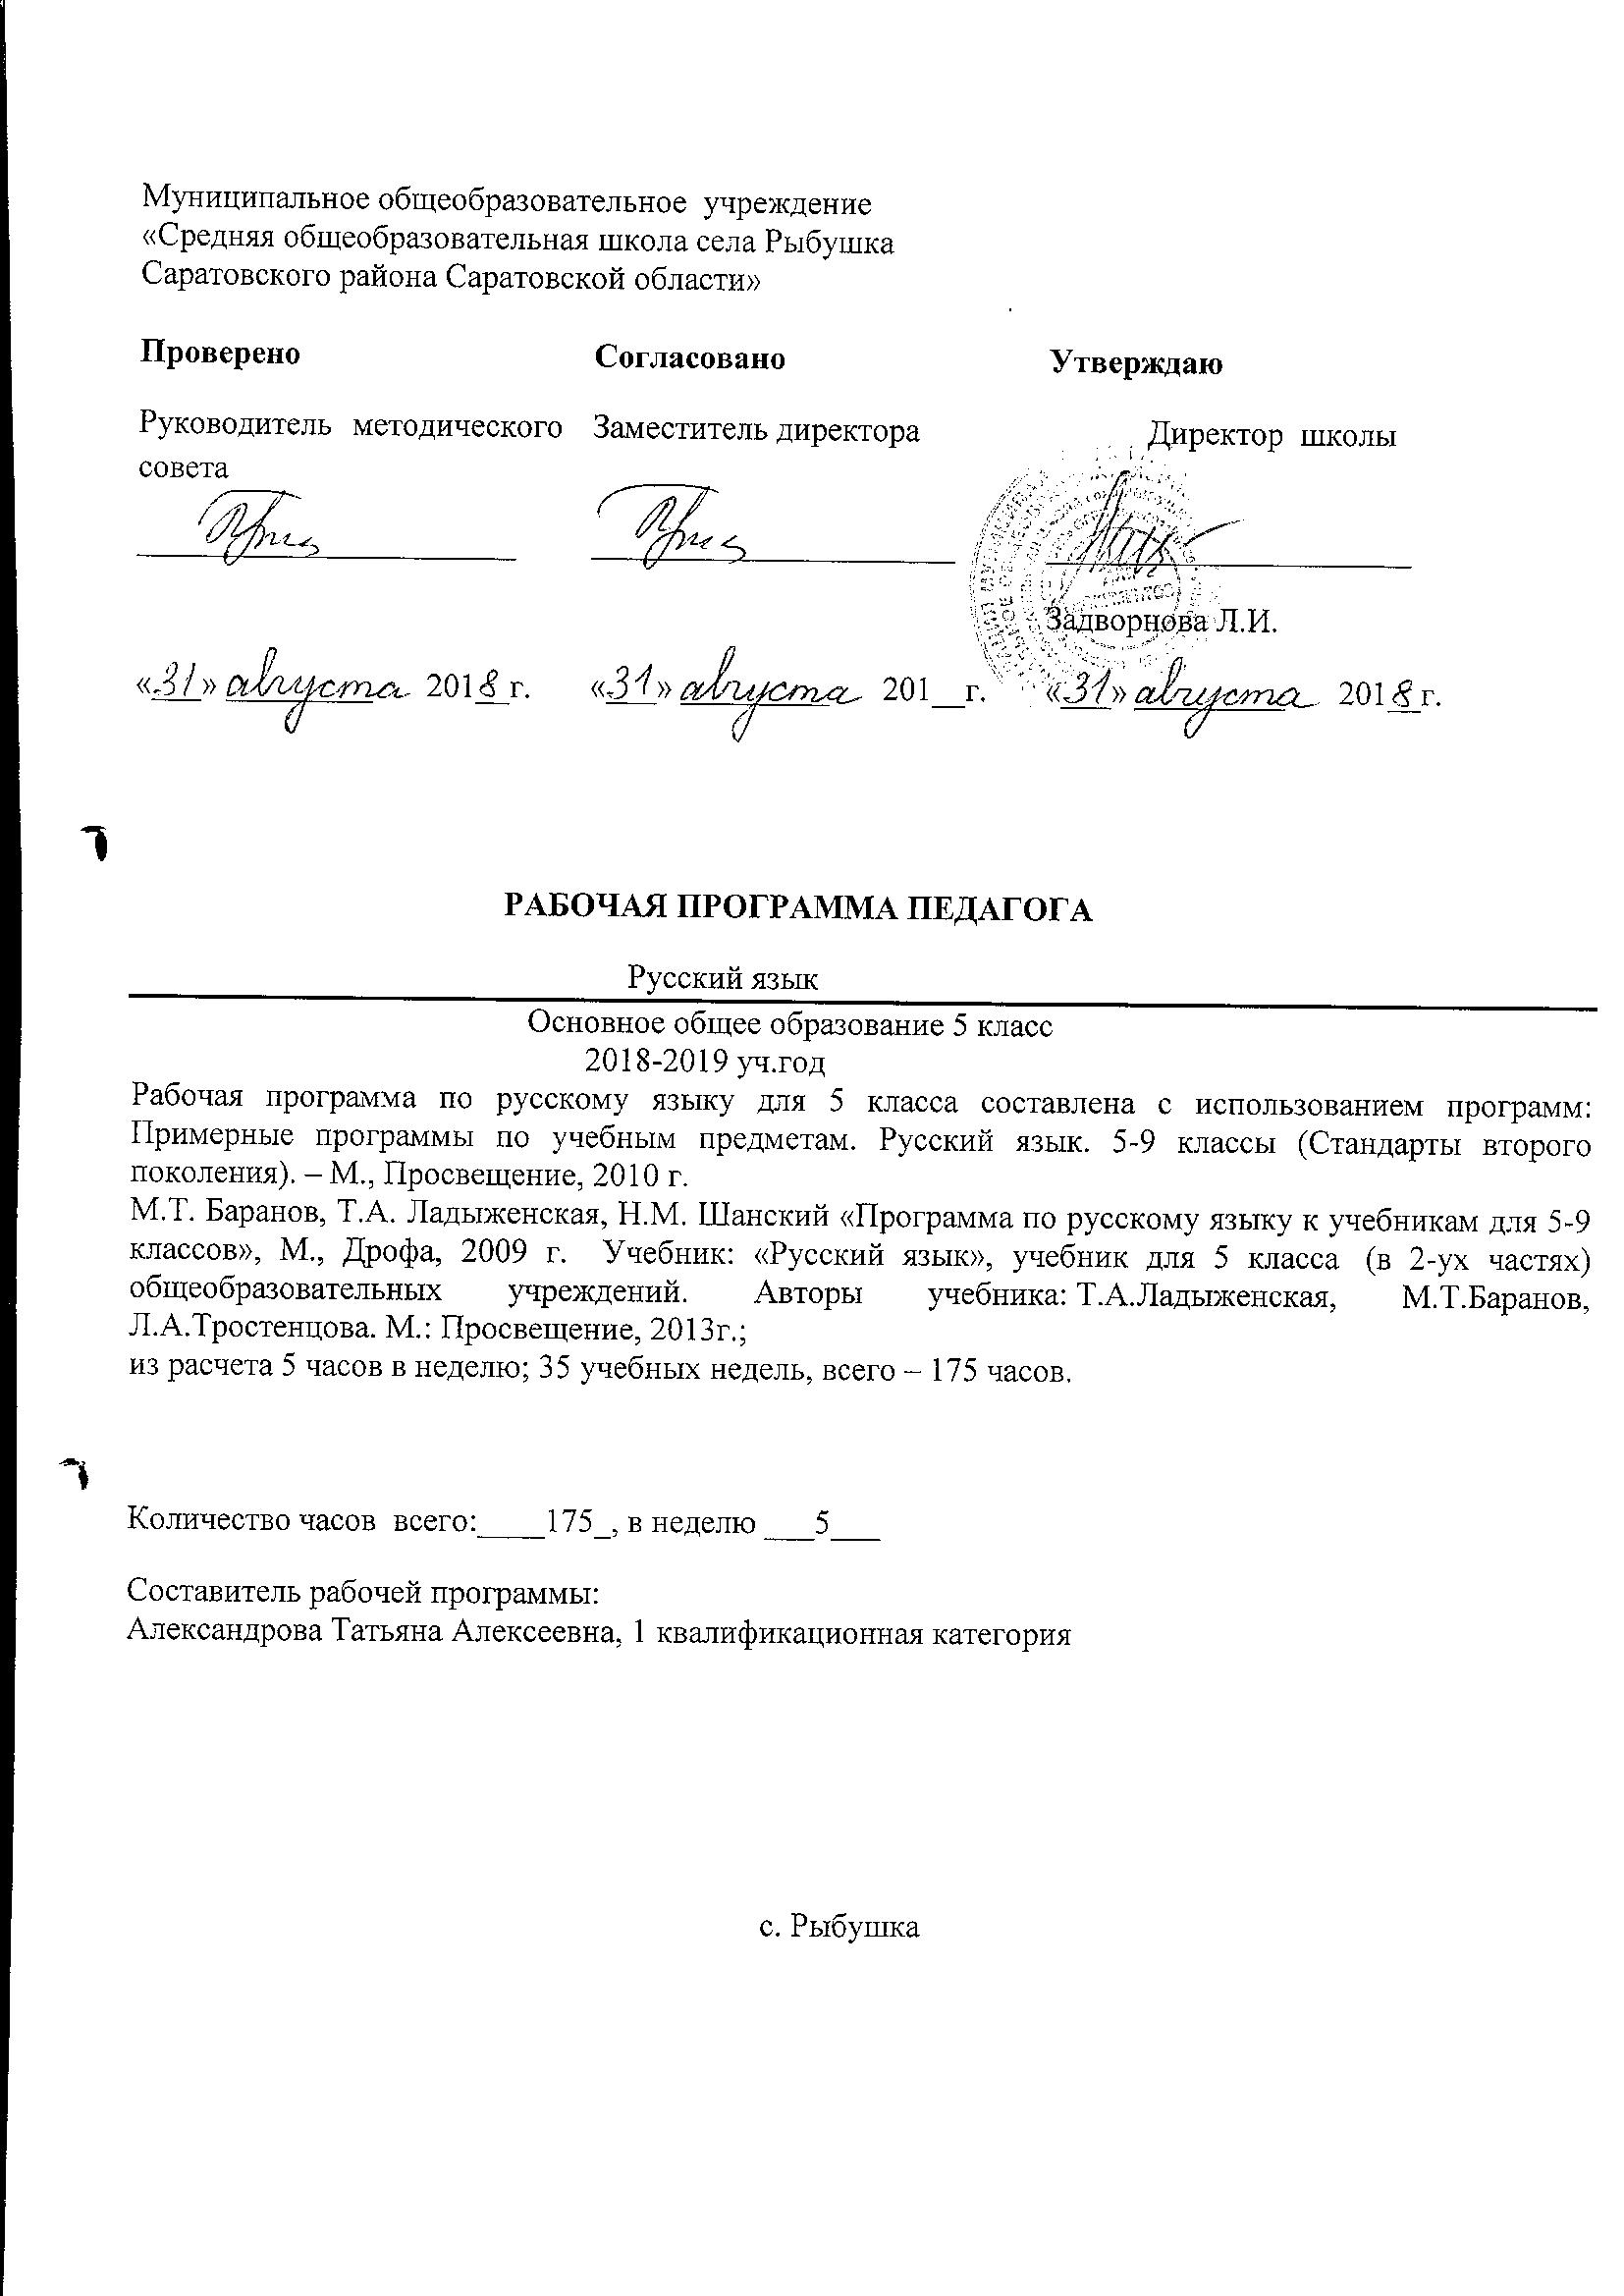 Муниципальное общеобразовательное учреждение
«Средняя общеобразовательная школа села Рыбушка
Саратовского района Саратовской области»
Проверено Согласовано Утверждаю
Руководитель методического Заместитель директора Директор школы
совета
Задворнова Л.И.
«31» августа 2018 г. «31» августа 201__г. «31» августа 2018 г.
РАБОЧАЯ ПРОГРАММА ПЕДАГОГА
Русский язык
Основное общее образование 5 класс
2018-2019 уч.год
Рабочая программа по русскому языку для 5 класса составлена с использованием программ:
Примерные программы по учебным предметам. Русский язык. 5-9 классы (Стандарты второго
поколения). – М., Просвещение, 2010 г.
М.Т. Баранов, Т.А. Ладыженская, Н.М. Шанский «Программа по русскому языку к учебникам для 5-9
классов», М., Дрофа, 2009 г. Учебник: «Русский язык», учебник для 5 класса (в 2-ух частях)
общеобразовательных учреждений. Авторы учебника: Т.А.Ладыженская, М.Т.Баранов,
Л.А.Тростенцова. М.: Просвещение, 2013г.;
из расчета 5 часов в неделю; 35 учебных недель, всего – 175 часов.
Количество часов всего:____175_, в неделю ___5___
Составитель рабочей программы:
Александрова Татьяна Алексеевна, 1 квалификационная категория
с. Рыбушка